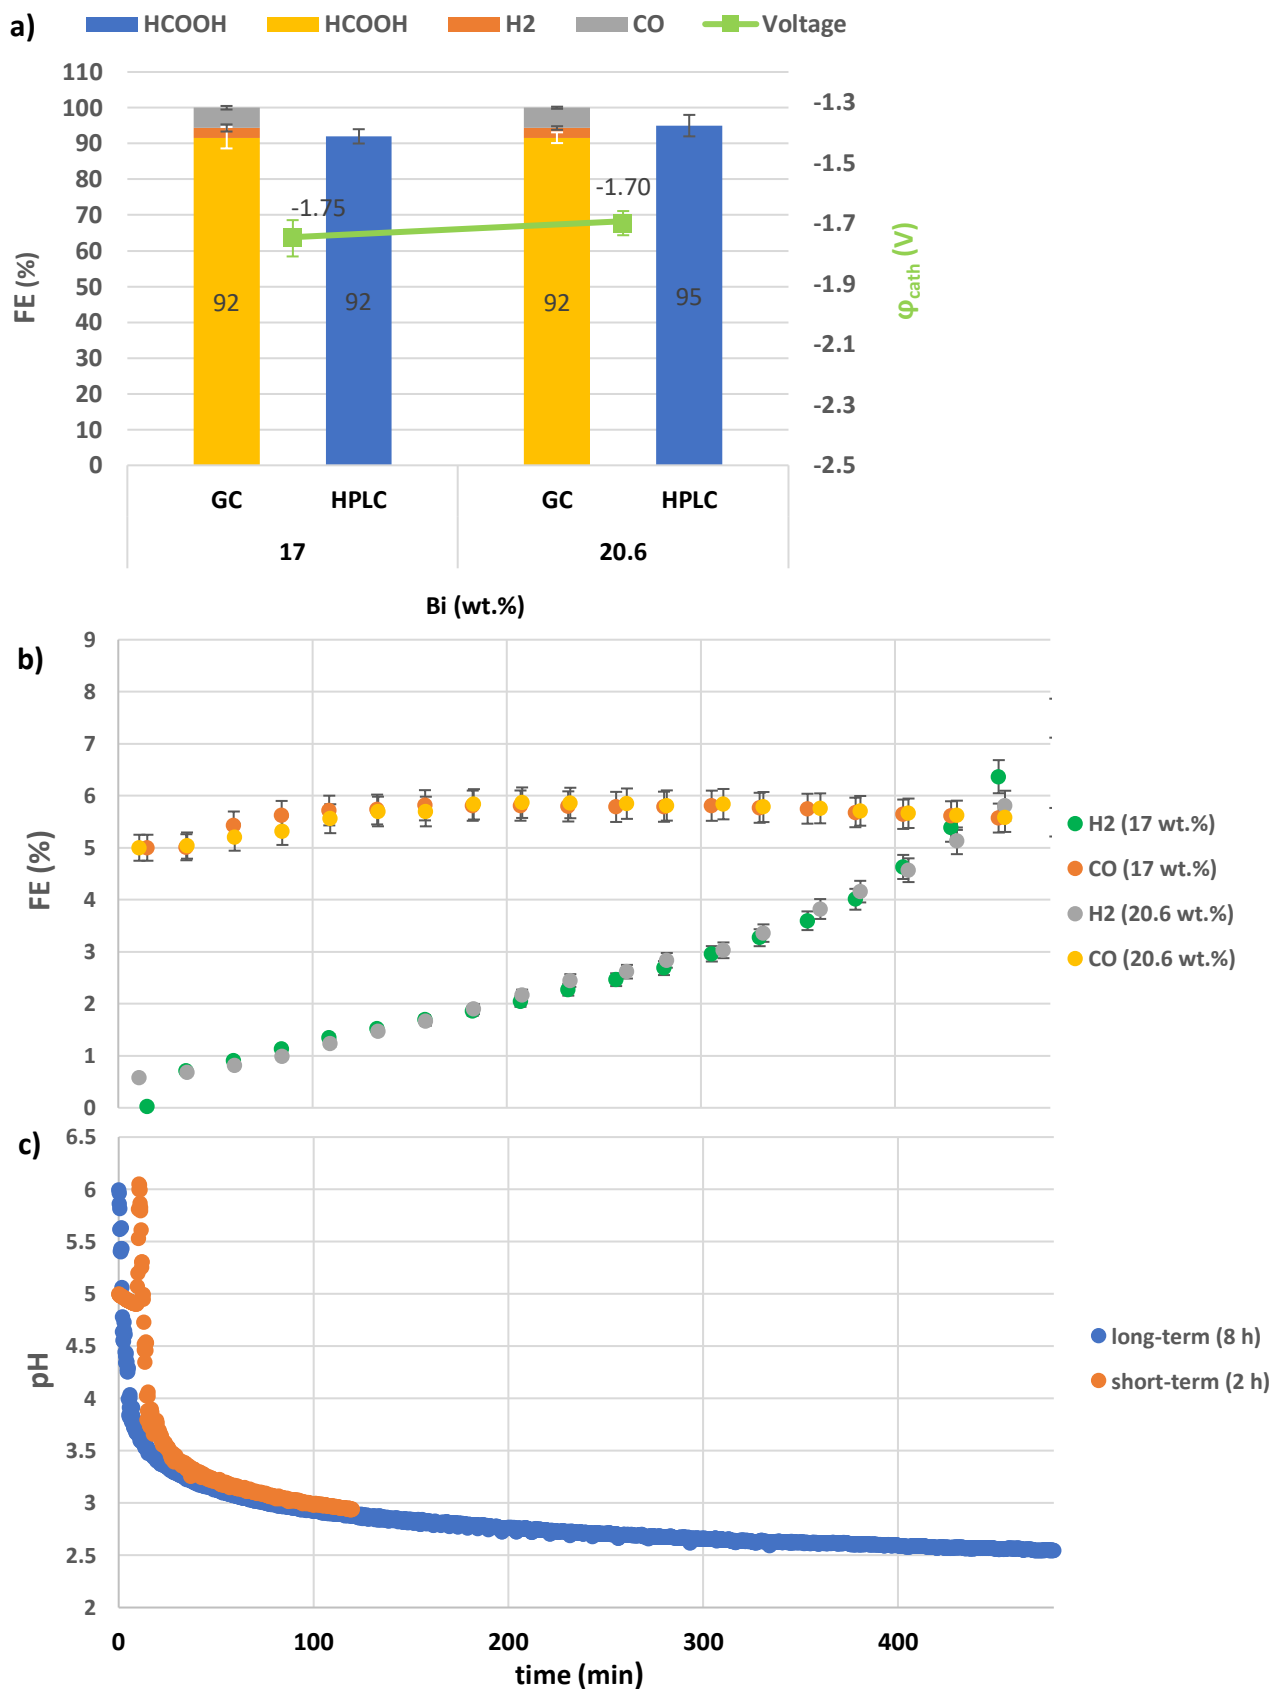 a)
HCOOH HCOOH H2 CO Voltage
110
100
90
80
70
60
50
40
30
20
10
0
FE (%)
-1.3
-1.5
-1.7
-1.9
-2.1
-2.3
-2.5
φcath (V)
-1.75
-1.70
92 92 92 95
GC HPLC GC HPLC
17 20.6
Bi (wt.%)
b)
9
8
7
6
5
4
3
2
1
0
FE (%)
H2 (17 wt.%)
CO (17 wt.%)
H2 (20.6 wt.%)
CO (20.6 wt.%)
c)
6.5
6
5.5
5
4.5
4
3.5
3
2.5
2
pH
long-term (8 h)
short-term (2 h)
0 100 200 300 400
time (min)